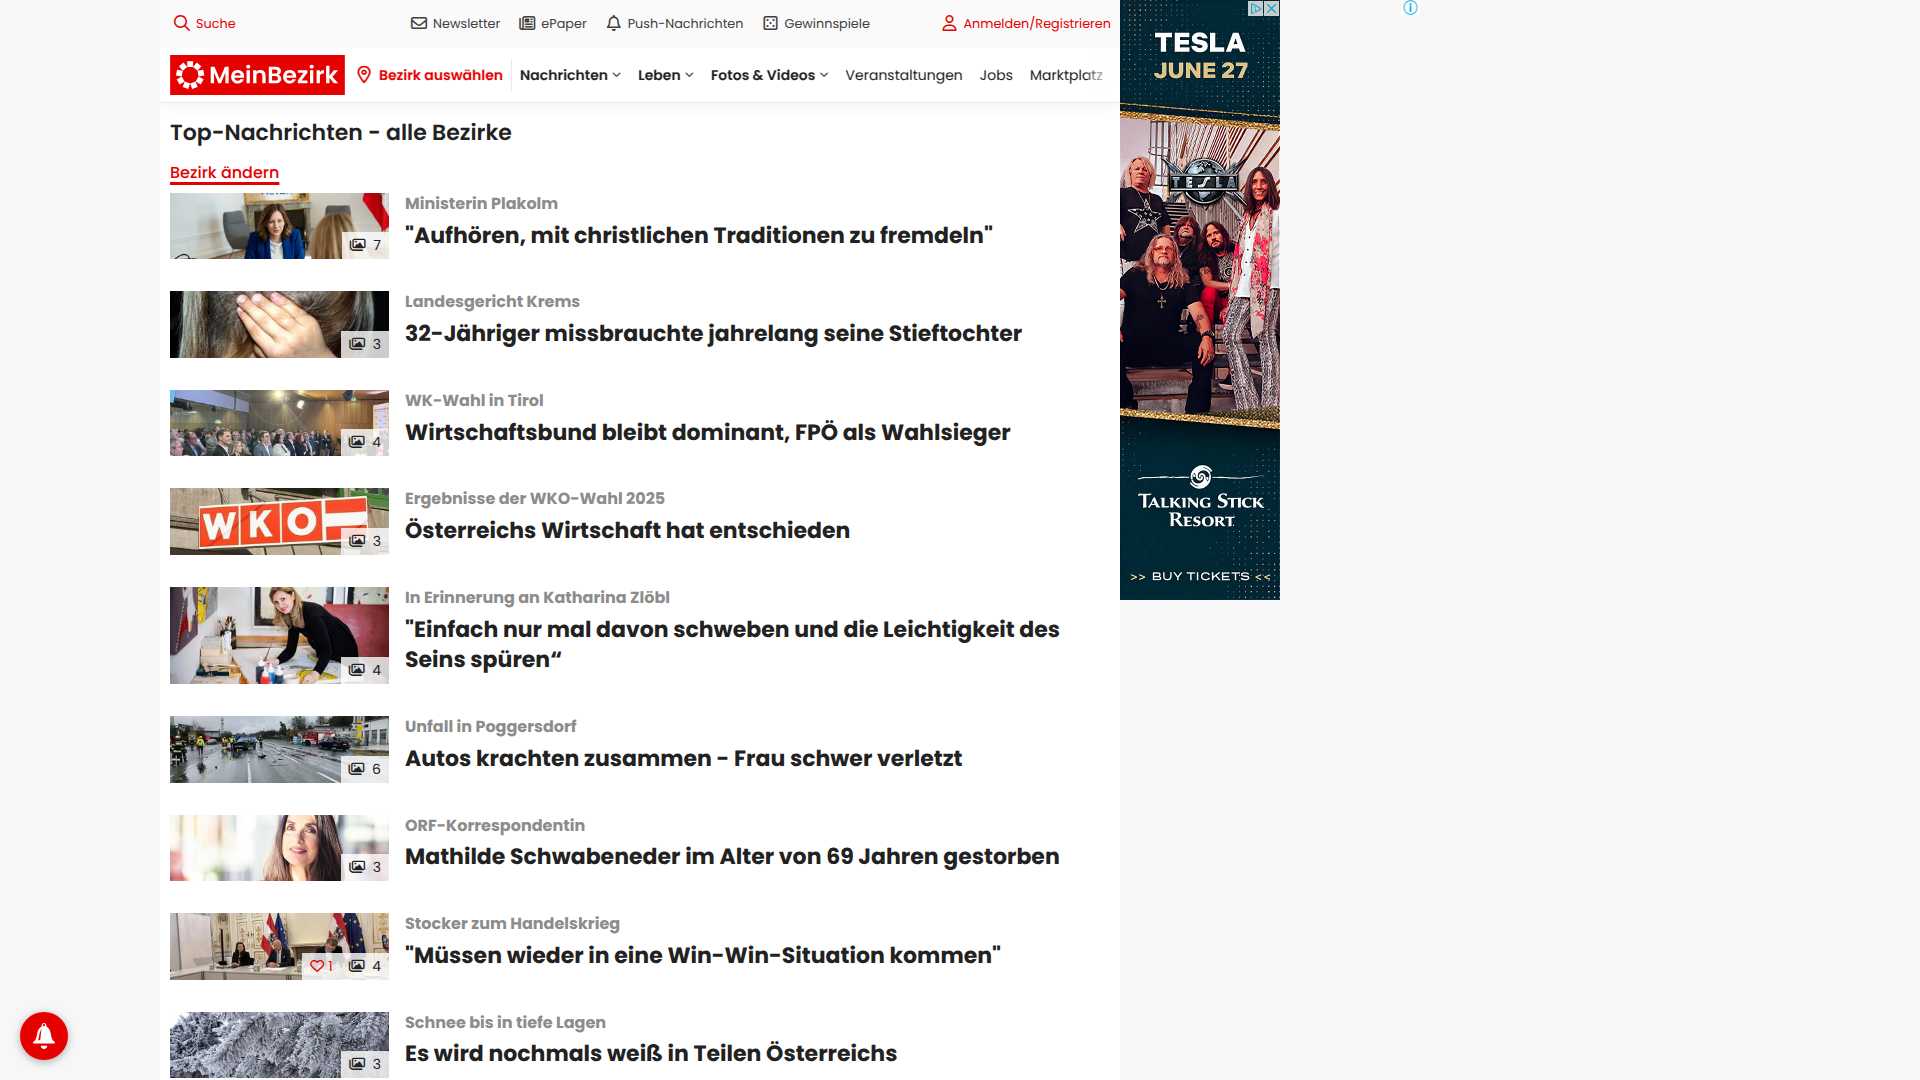 Suche
Newsletter
ePaper
Push-Nachrichten
Gewinnspiele
Anmelden/Registrieren
MeinBezirk
Bezirk auswählen
Nachrichten
Leben
Fotos & Videos
Veranstaltungen
Jobs
Marktplatz
Top-Nachrichten - alle Bezirke
Bezirk ändern
7
Ministerin Plakolm
"Aufhören, mit christlichen Traditionen zu fremdeln"
3
Landesgericht Krems
32-Jähriger missbrauchte jahrelang seine Stieftochter
4
WK-Wahl in Tirol
Wirtschaftsbund bleibt dominant, FPÖ als Wahlsieger
WKO
3
Ergebnisse der WKO-Wahl 2025
Österreichs Wirtschaft hat entschieden
4
In Erinnerung an Katharina Zlöbl
"Einfach nur mal davon schweben und die Leichtigkeit des
Seins spüren“
6
Unfall in Poggersdorf
Autos krachten zusammen - Frau schwer verletzt
3
ORF-Korrespondentin
Mathilde Schwabeneder im Alter von 69 Jahren gestorben
1
4
Stocker zum Handelskrieg
"Müssen wieder in eine Win-Win-Situation kommen"
3
Schnee bis in tiefe Lagen
Es wird nochmals weiß in Teilen Österreichs
TESLA
JUNE 27
TESLA
TALKING STICK
RESORT
>> BUY TICKETS <<